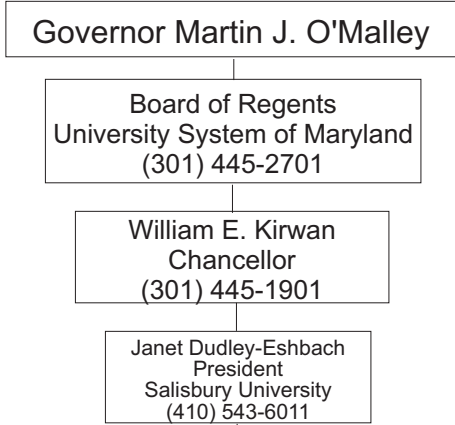 Governor Martin J. O'Malley
Board of Regents
University System of Maryland
(301) 445-2701
William E. Kirwan
Chancellor
(301) 445-1901
Janet Dudley-Eshbach
President
Salisbury University
(410) 543-6011